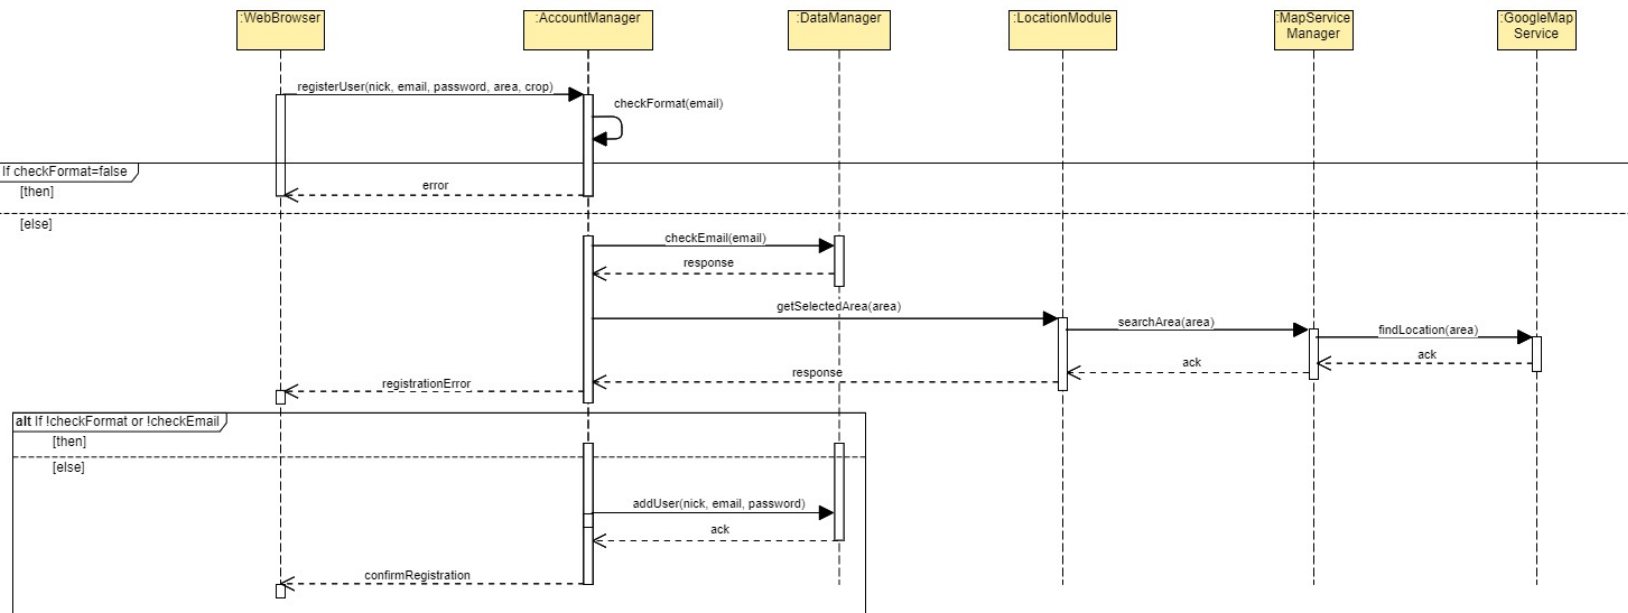 :WebBrowser
:AccountManager
:DataManager
:LocationModule
:MapService
Manager
:GoogleMap
Service
registerUser(nick, email, password, area, crop)
checkFormat(email)
If checkFormat=false
[then]
error
[else]
checkEmail(email)
response
getSelectedArea(area)
searchArea(area)
findLocation(area)
ack
ack
response
registrationError
alt If !checkFormat or !checkEmail
[then]
[else]
addUser(nick, email, password)
ack
confirmRegistration